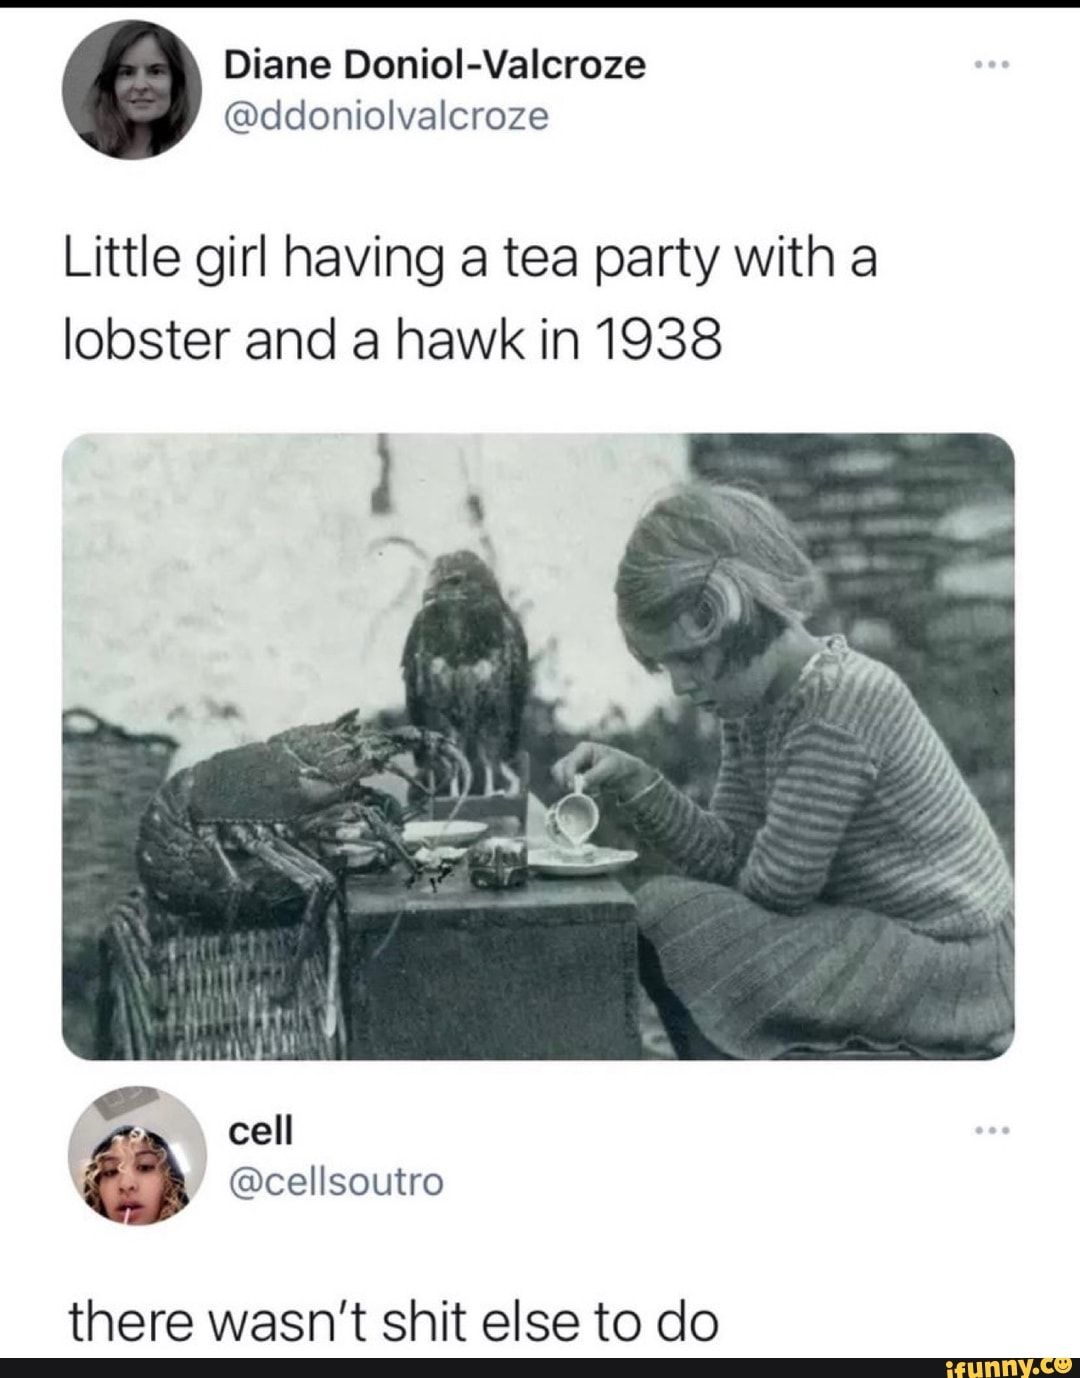 Diane Doniol-Valcroze
@ddoniolvalcroze
Little girl having a tea party with a
lobster and a hawk in 1938
cell
@cellsoutro
there wasn't shit else to do
ifunny.co